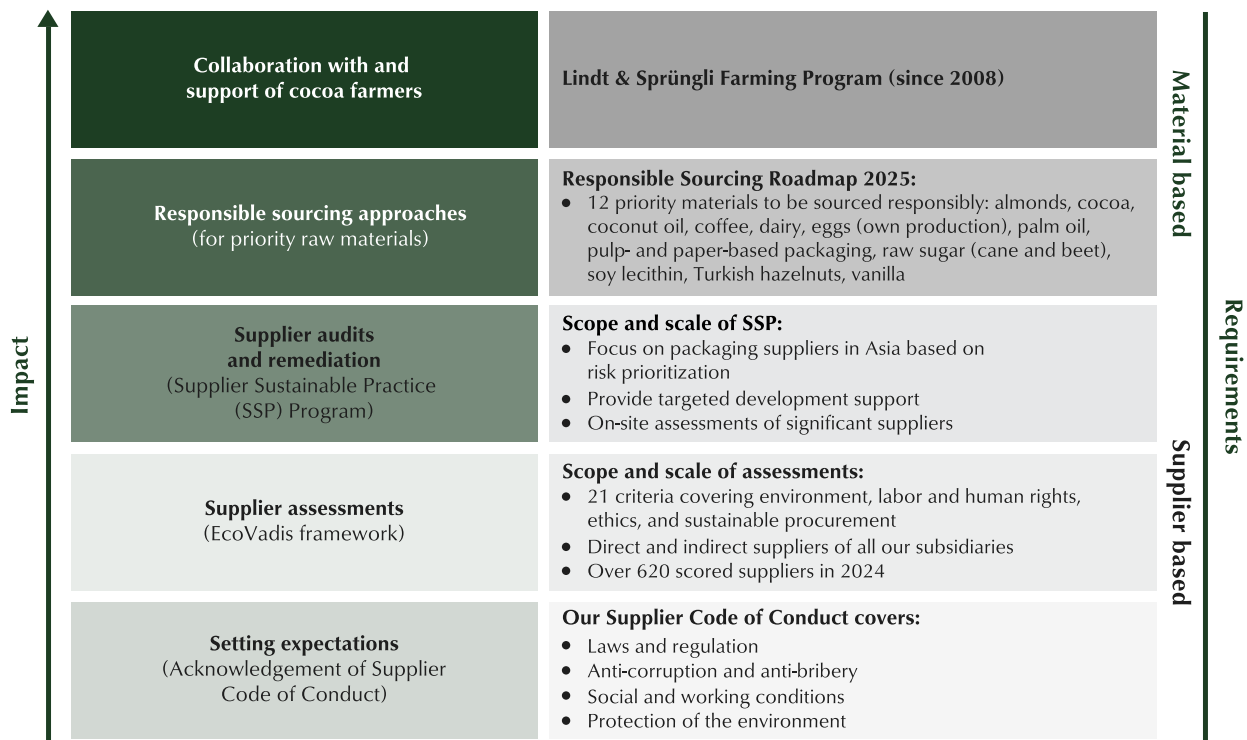 Impact
Collaboration with and
support of cocoa farmers
Lindt & Sprüngli Farming Program (since 2008)
Responsible sourcing approaches
(for priority raw materials)
Responsible Sourcing Roadmap 2025:
• 12 priority materials to be sourced responsibly: almonds, cocoa,
coconut oil, coffee, dairy, eggs (own production), palm oil,
pulp- and paper-based packaging, raw sugar (cane and beet),
soy lecithin, Turkish hazelnuts, vanilla
Supplier audits
and remediation
(Supplier Sustainable Practice
(SSP) Program)
Scope and scale of SSP:
• Focus on packaging suppliers in Asia based on
risk prioritization
• Provide targeted development support
• On-site assessments of significant suppliers
Supplier assessments
(EcoVadis framework)
Scope and scale of assessments:
• 21 criteria covering environment, labor and human rights,
ethics, and sustainable procurement
• Direct and indirect suppliers of all our subsidiaries
• Over 620 scored suppliers in 2024
Setting expectations
(Acknowledgement of Supplier
Code of Conduct)
Our Supplier Code of Conduct covers:
• Laws and regulation
• Anti-corruption and anti-bribery
• Social and working conditions
• Protection of the environment
Material based
Supplier based
Requirements